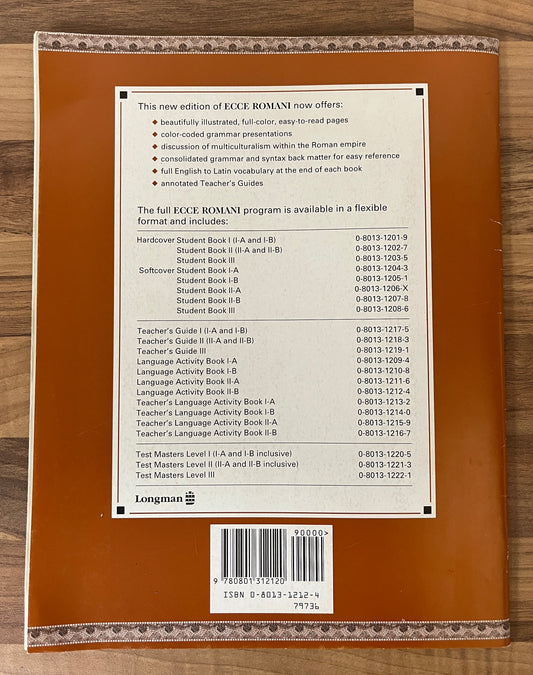 This new edition of ECCE ROMANI now offers:
◆ beautifully illustrated, full-color, easy-to-read pages
◆ color-coded grammar presentations
◆ discussion of multiculturalism within the Roman empire
◆ consolidated grammar and syntax back matter for easy reference
◆ full English to Latin vocabulary at the end of each book
◆ annotated Teacher's Guides
The full ECCE ROMANI program is available in a flexible
format and includes:
Hardcover Student Book I (I-A and I-B) 0-8013-1201-9
Student Book II (II-A and II-B) 0-8013-1202-7
Student Book III 0-8013-1203-5
Softcover Student Book I-A 0-8013-1204-3
Student Book I-B 0-8013-1205-1
Student Book II-A 0-8013-1206-X
Student Book II-B 0-8013-1207-8
Student Book III 0-8013-1208-6
Teacher's Guide I (I-A and I-B) 0-8013-1217-5
Teacher's Guide II (II-A and II-B) 0-8013-1218-3
Teacher's Guide III 0-8013-1219-1
Language Activity Book I-A 0-8013-1209-4
Language Activity Book I-B 0-8013-1210-8
Language Activity Book II-A 0-8013-1211-6
Language Activity Book II-B 0-8013-1212-4
Teacher's Language Activity Book I-A 0-8013-1213-2
Teacher's Language Activity Book I-B 0-8013-1214-0
Teacher's Language Activity Book II-A 0-8013-1215-9
Teacher's Language Activity Book II-B 0-8013-1216-7
Test Masters Level I (I-A and I-B inclusive) 0-8013-1220-5
Test Masters Level II (II-A and II-B inclusive) 0-8013-1221-3
Test Masters Level III 0-8013-1222-1
Longman
90000>
9 780801 312120
ISBN 0-8013-1212-4
79736